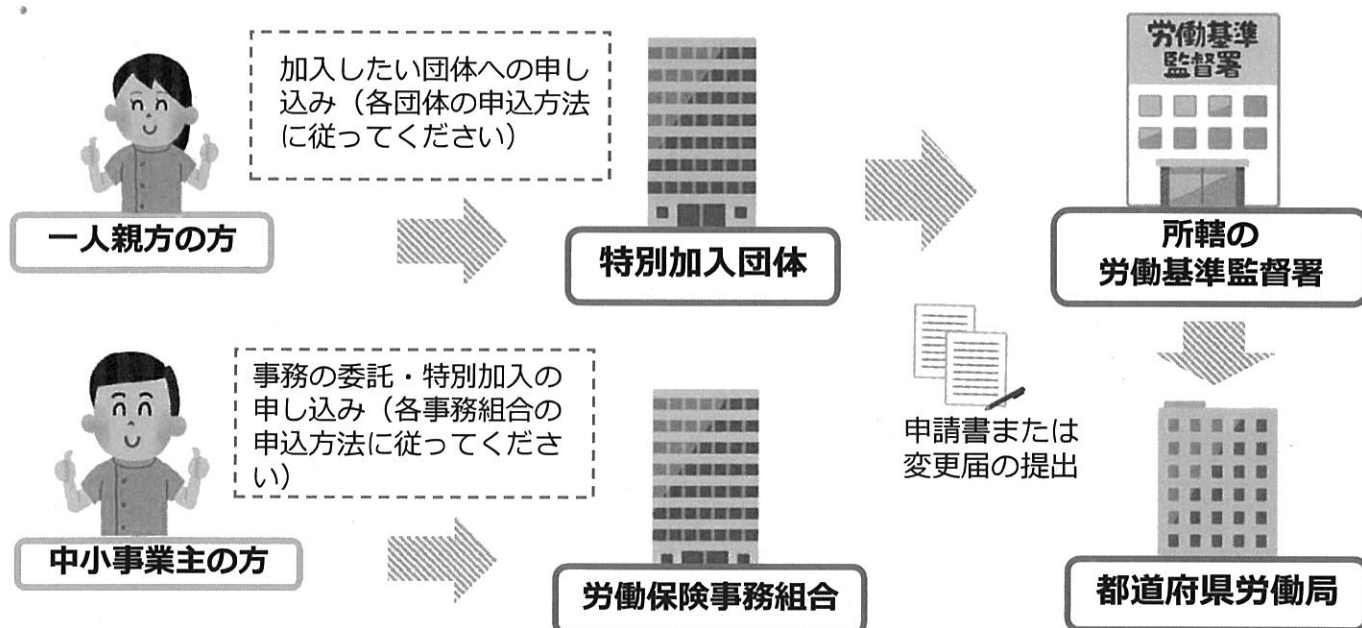 加入したい団体への申し
込み（各団体の申込方法
に従ってください）
一人親方の方
特別加入団体
労働基準
監督署
所轄の
労働基準監督署
事務の委託・特別加入の
申し込み（各事務組合の
申込方法に従ってくださ
い）
中小事業主の方
労働保険事務組合
申請書または
変更届の提出
都道府県労働局